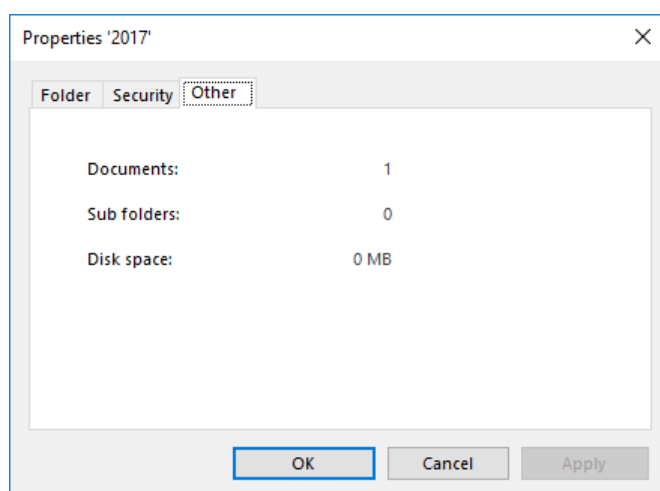 Properties '2017'
Folder Security Other
Documents: 1
Sub folders: 0
Disk space: 0 MB
OK Cancel Apply